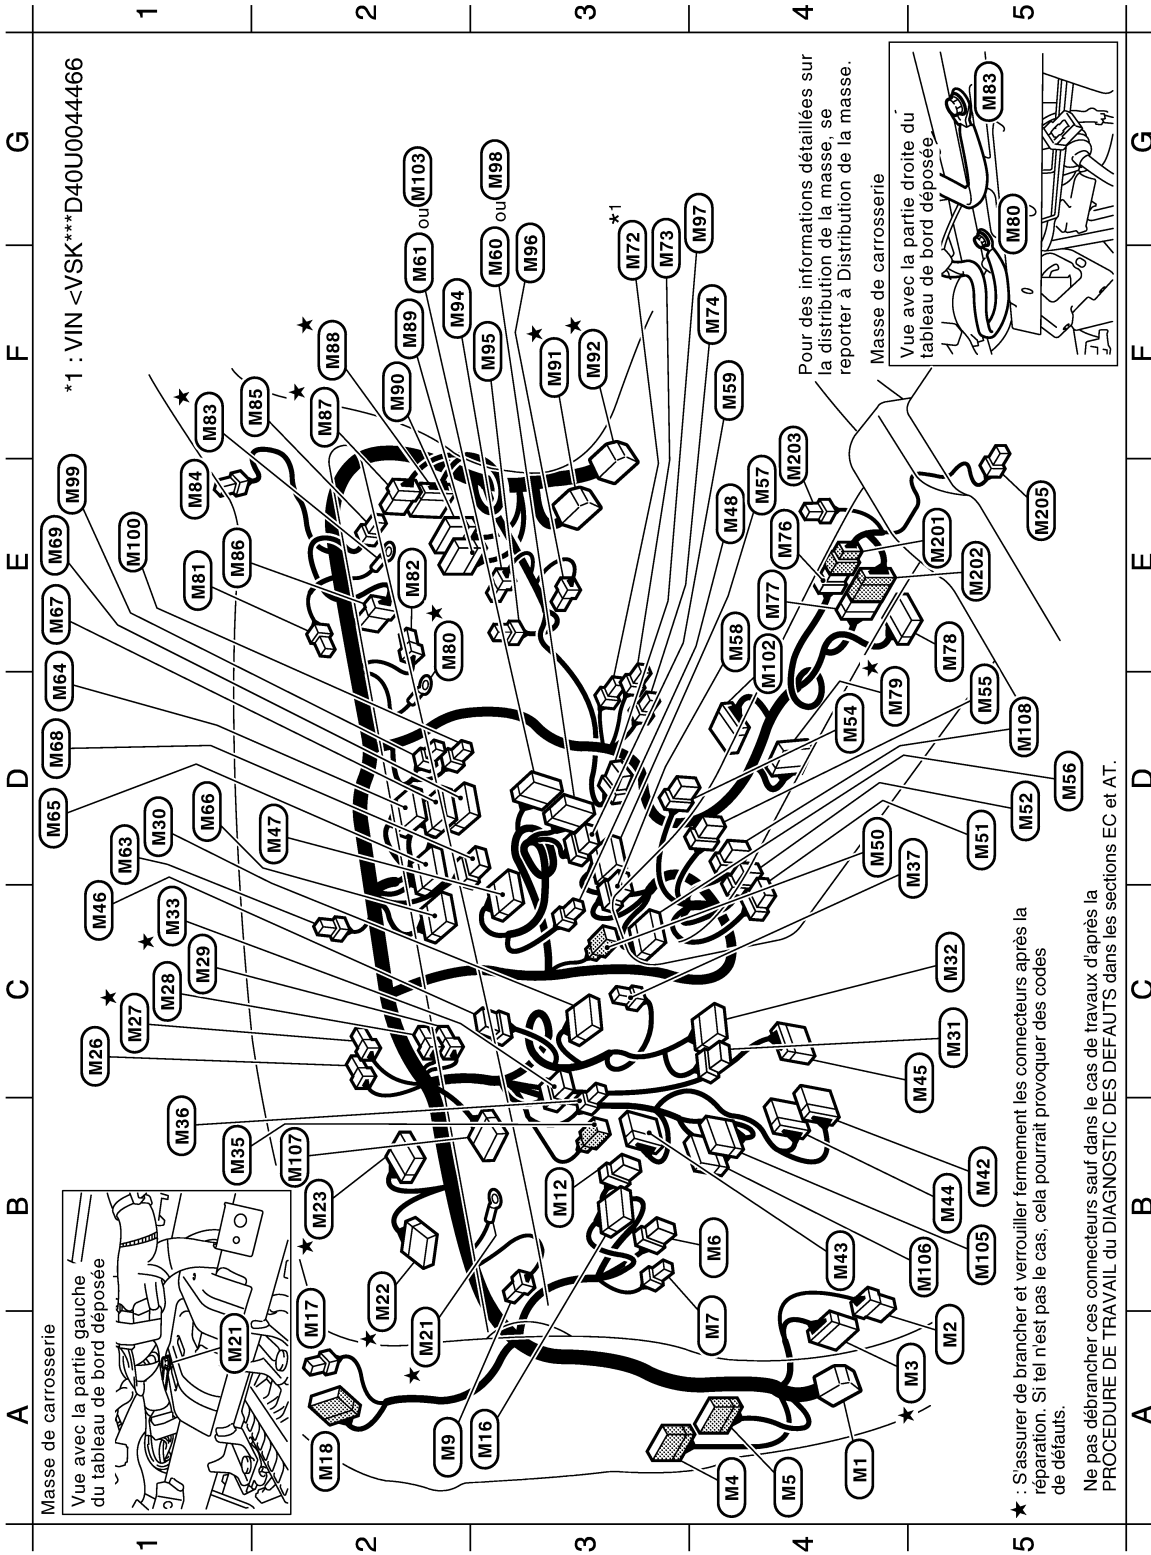 1
2
3
4
5
A
B
C
D
E
F
G
*1 : VIN <VSK***D40U0044466
Masse de carrosserie
Vue avec la partie gauche
du tableau de bord déposée
M21
M18
M17
M22
M21
M23
M107
M35
M36
M26
M27
M28
M29
M33
M46
M63
M30
M66
M47
M65
M68
M64
M67
M69
M99
M100
M81
M86
M84
M83
M85
M87
M88
M82
M80
M90
M89
M61 ou M103
M94
M95
M60 ou M98
M96
M91
M92
M72 *1
M73
M97
M74
M59
M57
M48
M58
M102
M76
M77
M203
M201
M202
M205
M78
M79
M54
M55
M108
M56
M52
M51
M50
M37
M32
M31
M45
M42
M44
M105
M106
M43
M12
M6
M7
M9
M16
M2
M3
M1
M5
M4
Pour des informations détaillées sur
la distribution de la masse, se
reporter à Distribution de la masse.
Masse de carrosserie
Vue avec la partie droite du
tableau de bord déposée.
M80
M83
★ : S'assurer de brancher et verrouiller fermement les connecteurs après la
réparation. Si tel n'est pas le cas, cela pourrait provoquer des codes
de défauts.
Ne pas débrancher ces connecteurs sauf dans le cas de travaux d'après la
PROCEDURE DE TRAVAIL du DIAGNOSTIC DES DEFAUTS dans les sections EC et AT.
1
2
3
4
5
A
B
C
D
E
F
G